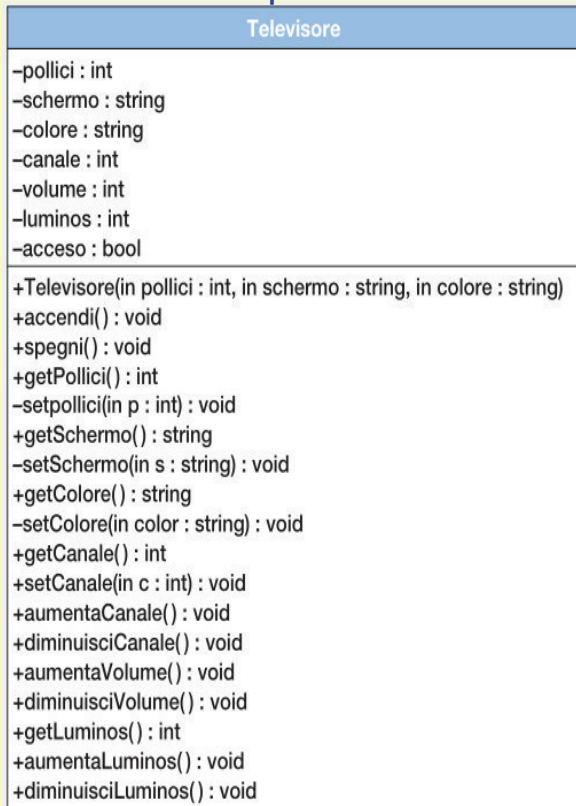 Televisore
–pollici : int
–schermo : string
–colore : string
–canale : int
–volume : int
–luminos : int
–acceso : bool
+Televisore(in pollici : int, in schermo : string, in colore : string)
+accendi() : void
+spegni() : void
+getPollici() : int
–setpollici(in p : int) : void
+getSchermo() : string
–setSchermo(in s : string) : void
+getColore() : string
–setColore(in color : string) : void
+getCanale() : int
+setCanale(in c : int) : void
+aumentaCanale() : void
+diminuisciCanale() : void
+aumentaVolume() : void
+diminuisciVolume() : void
+getLuminos() : int
+aumentaLuminos() : void
+diminuisciLuminos() : void